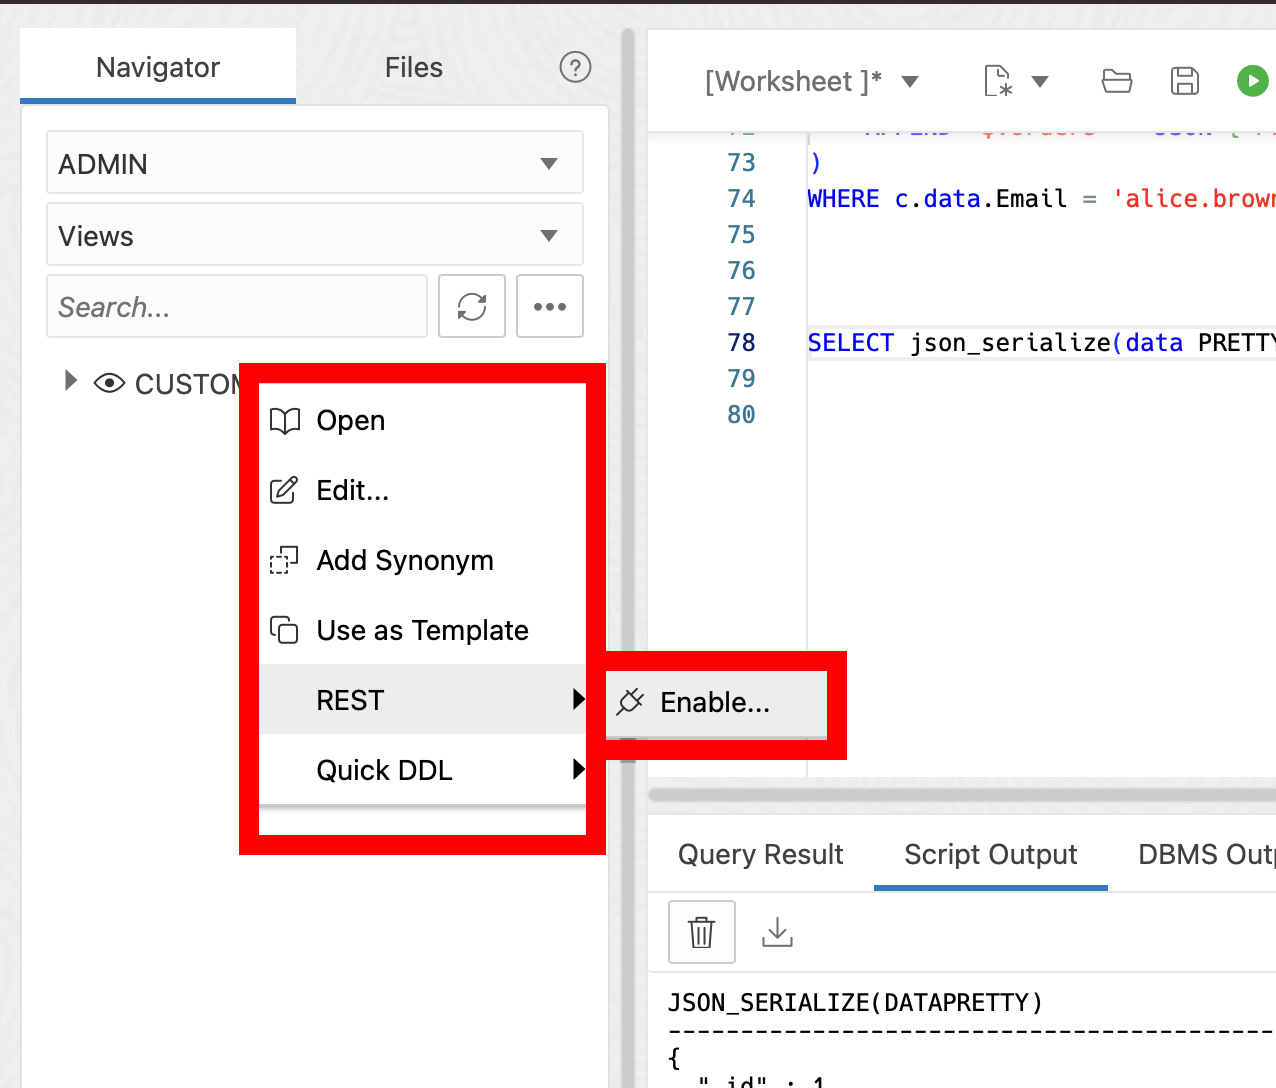 Navigator
Files
?
ADMIN
Views
Search...
CUSTOM
Open
Edit...
Add Synonym
Use as Template
REST
Enable...
Quick DDL
[Worksheet ]*
73 )
74 WHERE c.data.Email = 'alice.brown
75
76
77
78 SELECT json_serialize(data PRETTY
79
80
Query Result
Script Output
DBMS Outp
JSON_SERIALIZE(DATAPRETTY)
------------------------------------------
{
"_id" : 1